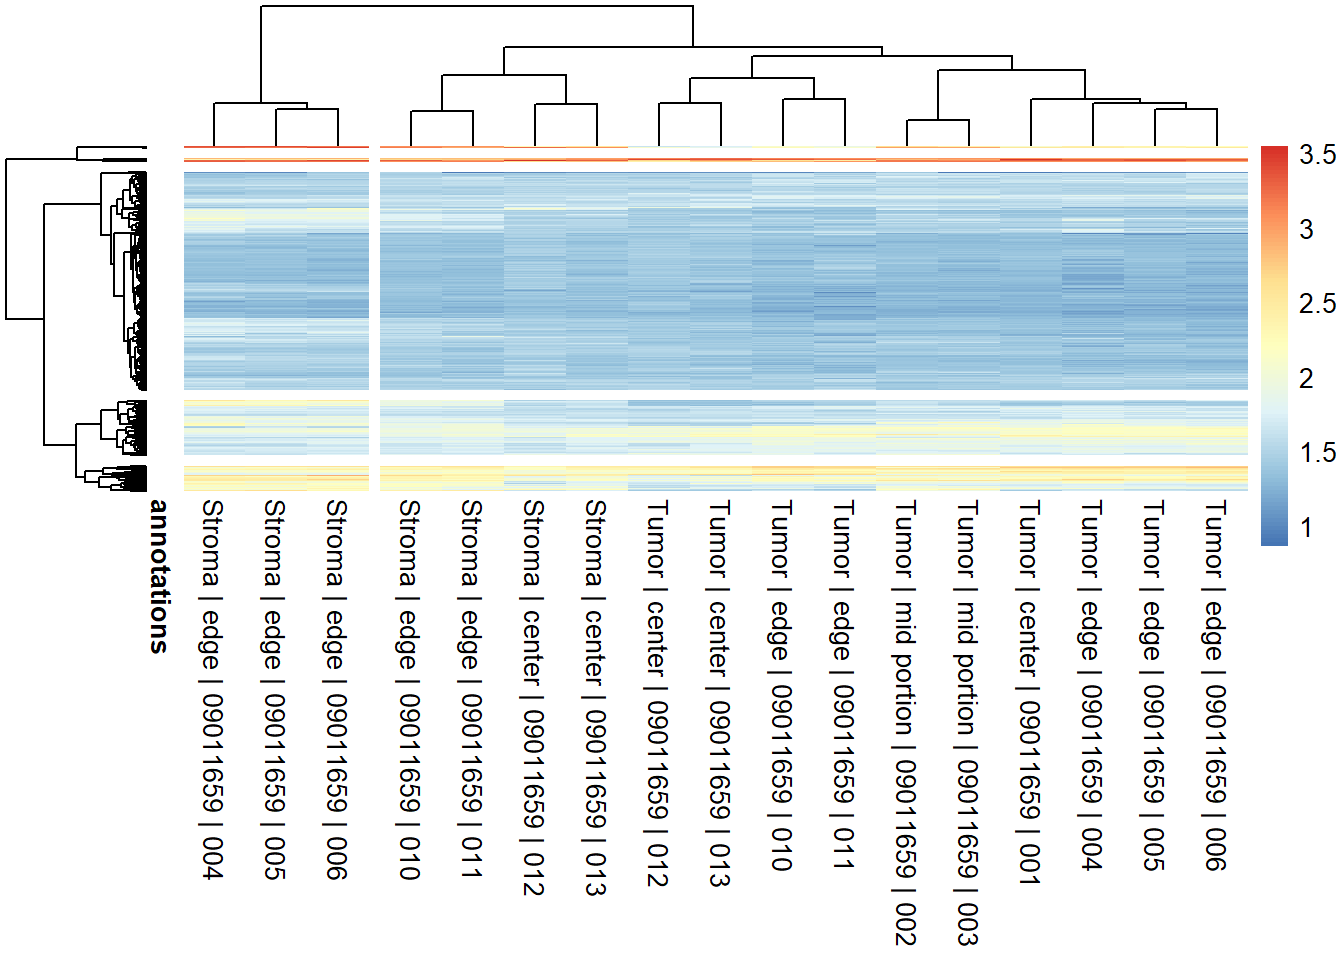 3.5
3
2.5
2
1.5
1
annotations
Stroma | edge | 09011659 | 004
Stroma | edge | 09011659 | 005
Stroma | edge | 09011659 | 006
Stroma | edge | 09011659 | 010
Stroma | edge | 09011659 | 011
Stroma | center | 09011659 | 012
Stroma | center | 09011659 | 013
Tumor | center | 09011659 | 012
Tumor | center | 09011659 | 013
Tumor | edge | 09011659 | 010
Tumor | edge | 09011659 | 011
Tumor | mid portion | 09011659 | 002
Tumor | mid portion | 09011659 | 003
Tumor | center | 09011659 | 001
Tumor | edge | 09011659 | 004
Tumor | edge | 09011659 | 005
Tumor | edge | 09011659 | 006